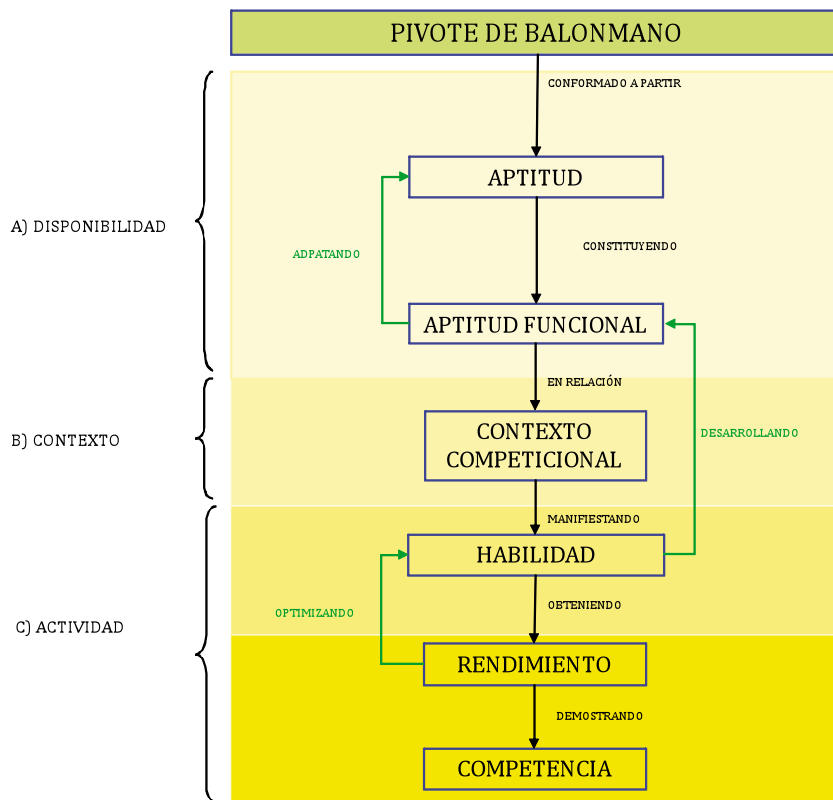 PIVOTE DE BALONMANO
CONFORMADO A PARTIR
APTITUD
A) DISPONIBILIDAD
CONSTITUYENDO
ADPATANDO
APTITUD FUNCIONAL
EN RELACIÓN
CONTEXTO
COMPETICIONAL
DESARROLLANDO
B) CONTEXTO
MANIFIESTANDO
HABILIDAD
OBTENIENDO
OPTIMIZANDO
C) ACTIVIDAD
RENDIMIENTO
DEMOSTRANDO
COMPETENCIA